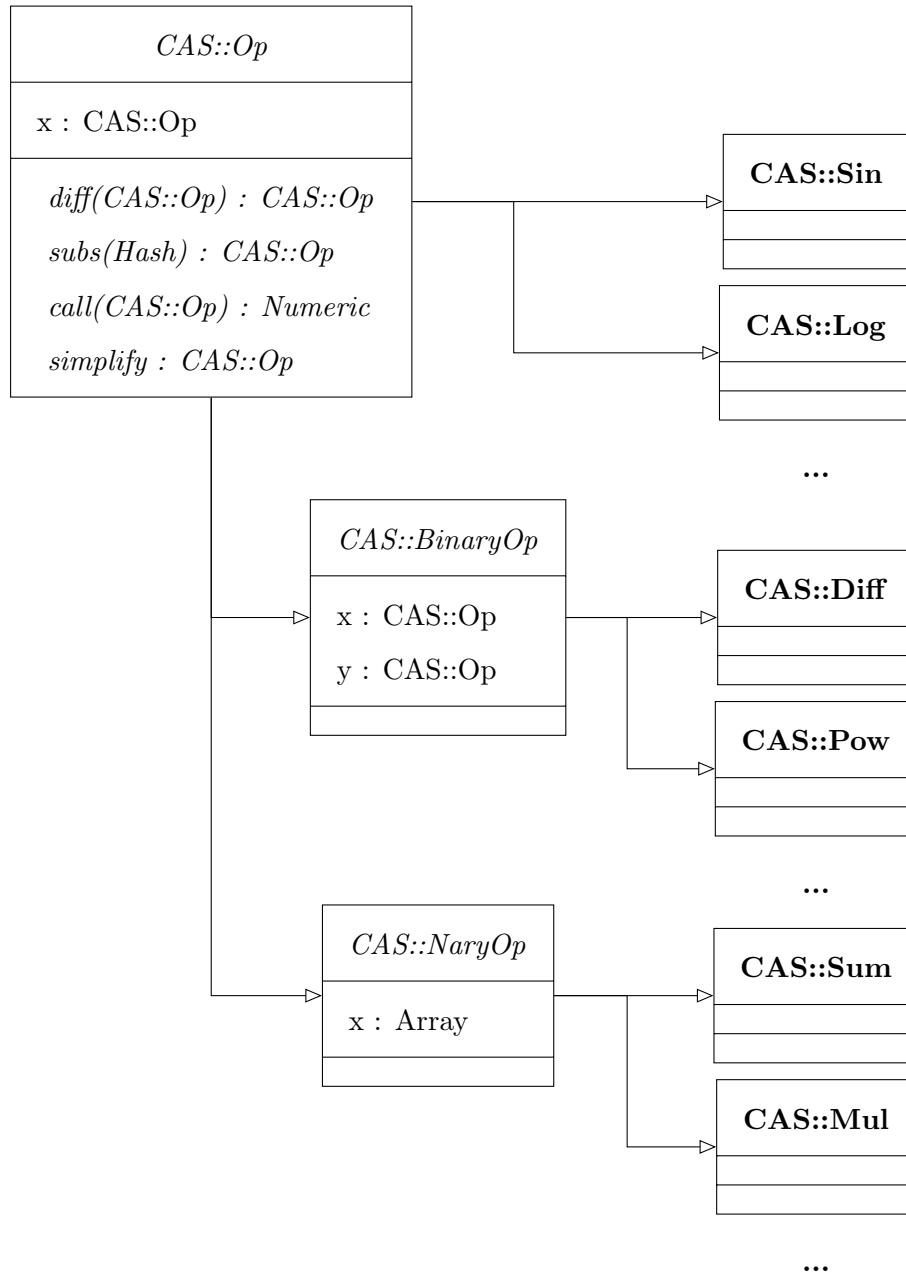 CAS::Op
x : CAS::Op
diff(CAS::Op) : CAS::Op
subs(Hash) : CAS::Op
call(CAS::Op) : Numeric
simplify : CAS::Op
CAS::Sin
CAS::Log
...
CAS::BinaryOp
x : CAS::Op
y : CAS::Op
CAS::Diff
CAS::Pow
...
CAS::NaryOp
x : Array
CAS::Sum
CAS::Mul
...